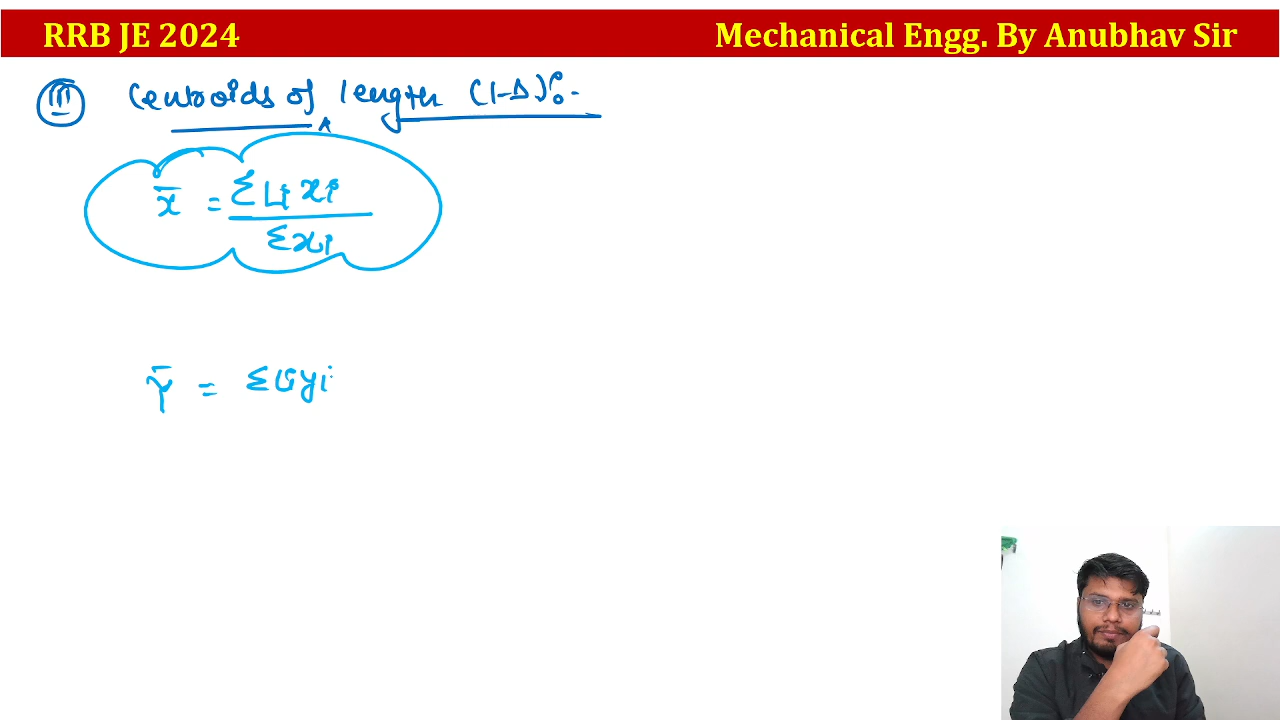 RRB JE 2024 Mechanical Engg. By Anubhav Sir
III Centroids of length (1-D) :-
x̄ = ΣLi xi
Σxi
Ȳ = ΣLi yi